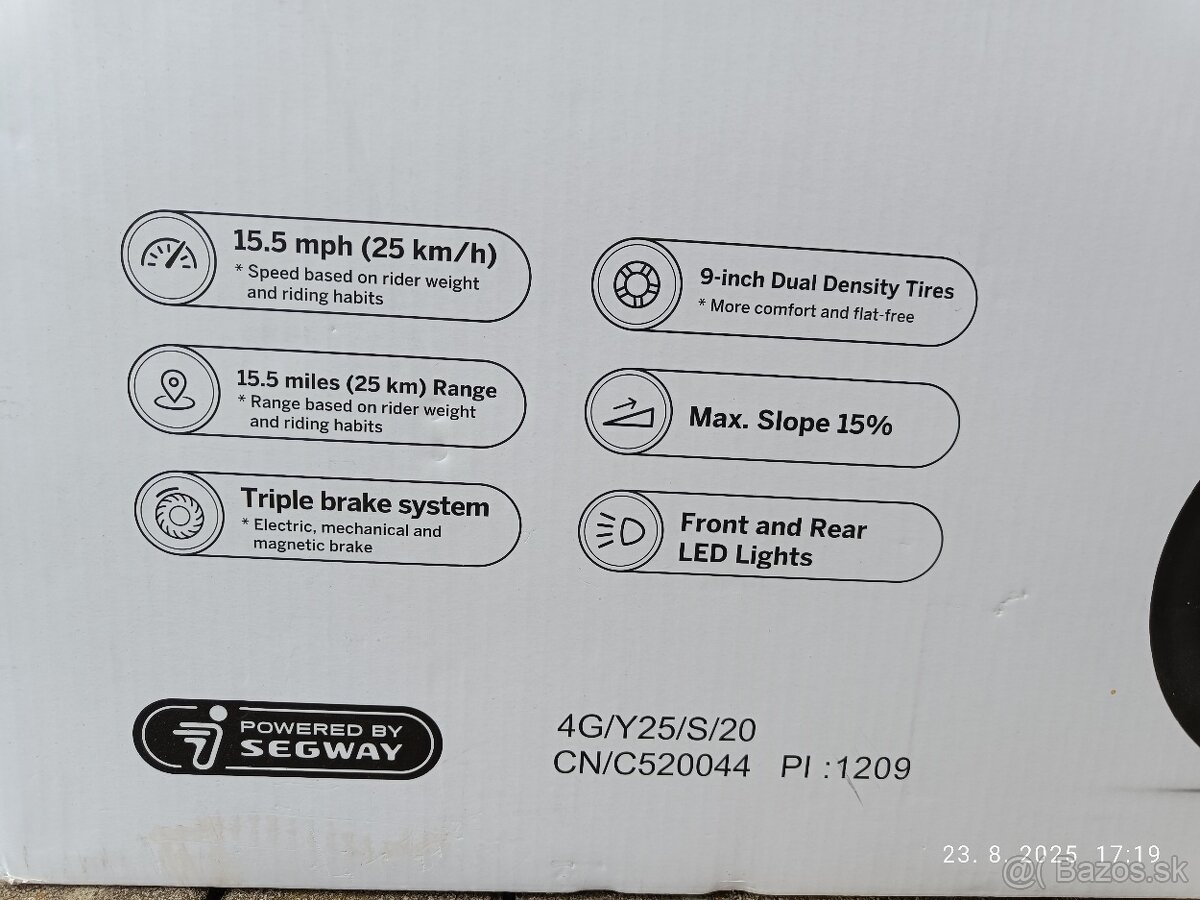 15.5 mph (25 km/h)
* Speed based on rider weight
and riding habits
15.5 miles (25 km) Range
* Range based on rider weight
and riding habits
Triple brake system
* Electric, mechanical and
magnetic brake
9-inch Dual Density Tires
* More comfort and flat-free
Max. Slope 15%
Front and Rear
LED Lights
POWERED BY
SEGWAY
4G/Y25/S/20
CN/C520044 PI :1209
23. 8. 2025 17:19
@( Bazos.sk